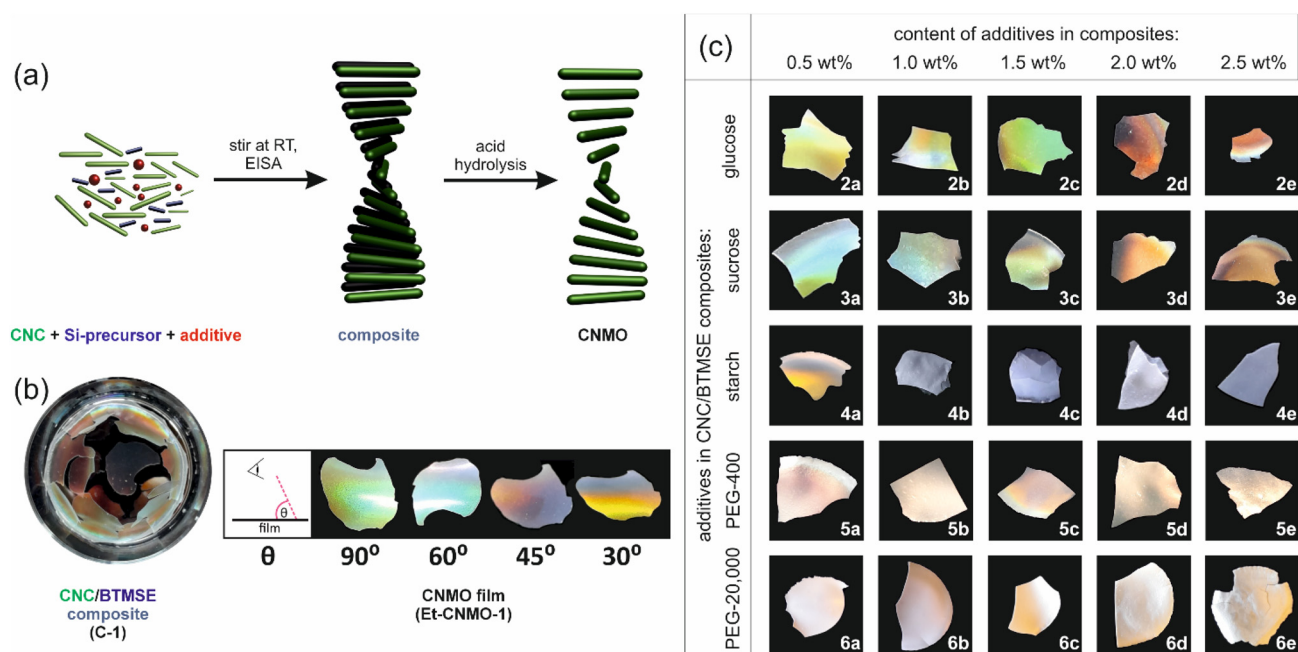 (a)
stir at RT,
EISA
acid
hydrolysis
CNC + Si-precursor + additive
composite
CNMO
(b)
CNC/BTMSE
composite
(C-1)
film
θ
θ
90⁰
60⁰
45⁰
30⁰
CNMO film
(Et-CNMO-1)
(c)
content of additives in composites:
0.5 wt%
1.0 wt%
1.5 wt%
2.0 wt%
2.5 wt%
additives in CNC/BTMSE composites:
glucose
2a
2b
2c
2d
2e
sucrose
3a
3b
3c
3d
3e
starch
4a
4b
4c
4d
4e
PEG-400
5a
5b
5c
5d
5e
PEG-20,000
6a
6b
6c
6d
6e